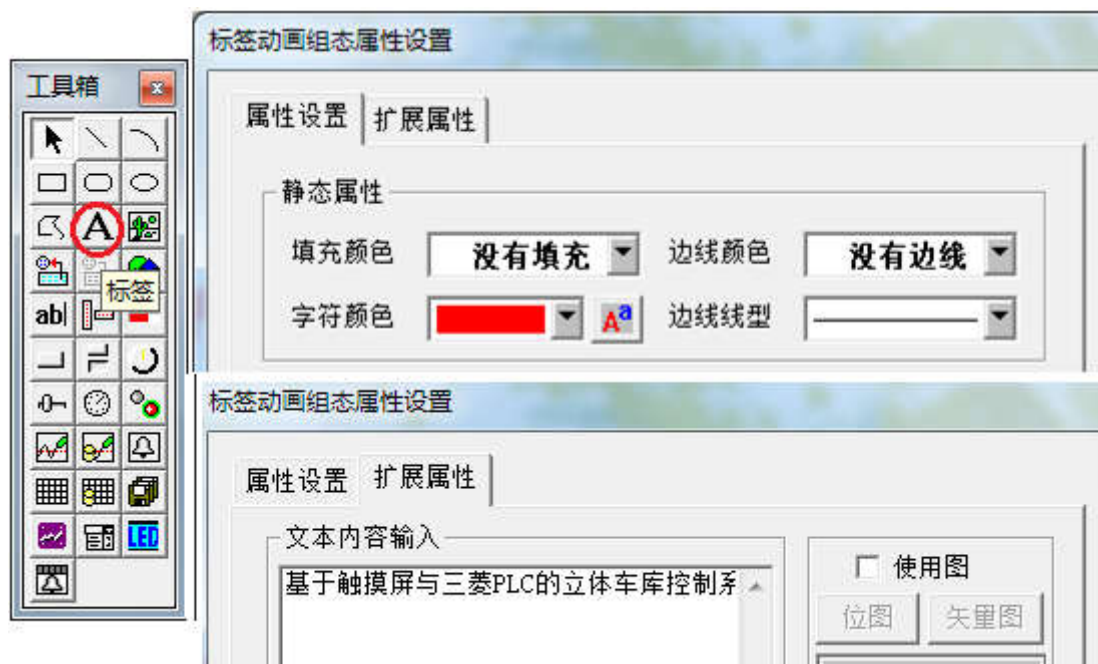 标签动画组态属性设置
工具箱
属性设置 扩展属性
静态属性
填充颜色 没有填充 边线颜色 没有边线
字符颜色 Aa 边线线型
A
标签
ab|
LED
标签动画组态属性设置
属性设置 扩展属性
文本内容输入
基于触摸屏与三菱PLC的立体车库控制系
使用图
位图 矢量图